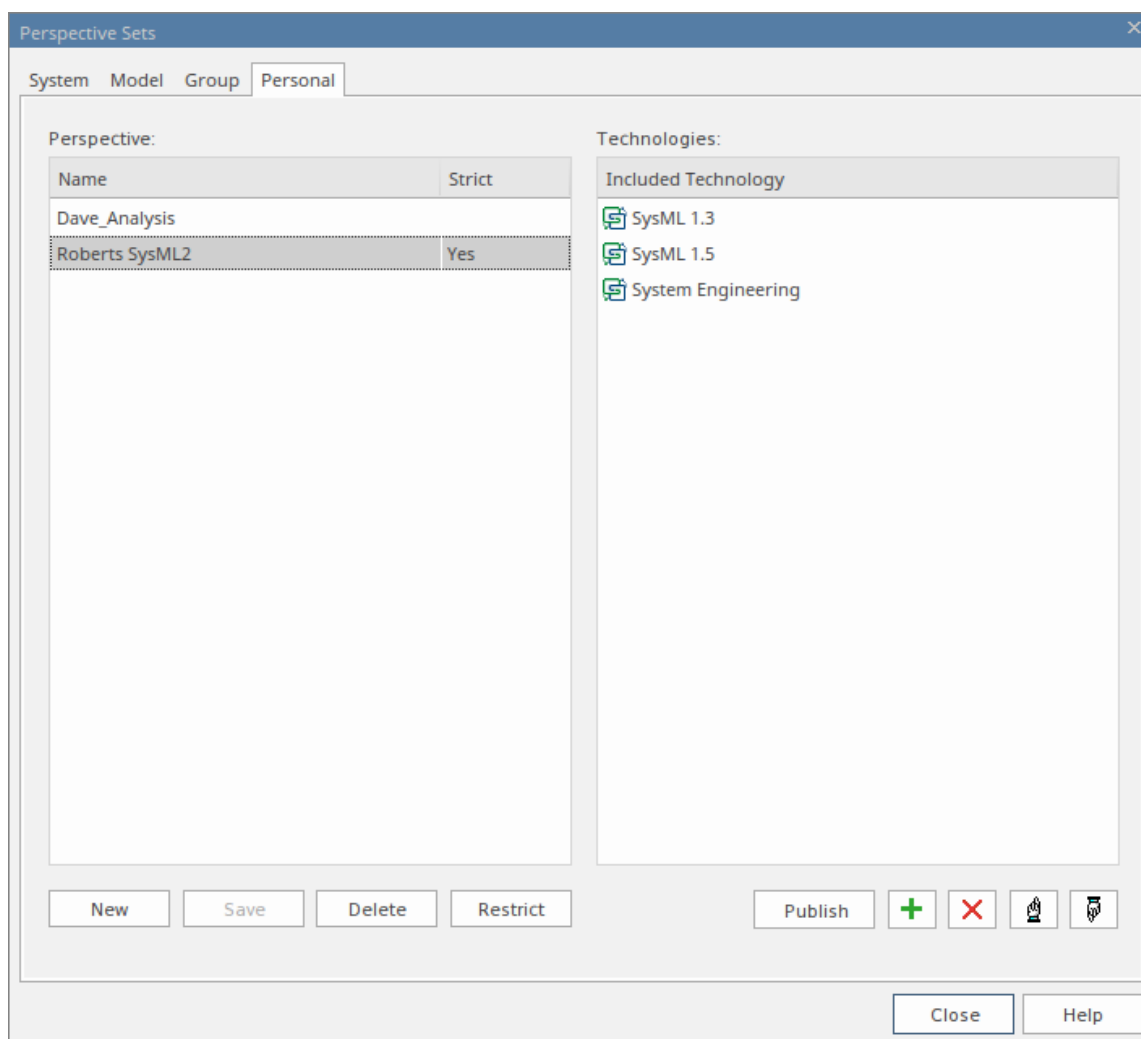 Perspective Sets
System Model Group Personal
Perspective: Technologies:
Name Strict Included Technology
Dave_Analysis SysML 1.3
Roberts SysML2 Yes SysML 1.5
System Engineering
New Save Delete Restrict Publish
Close Help